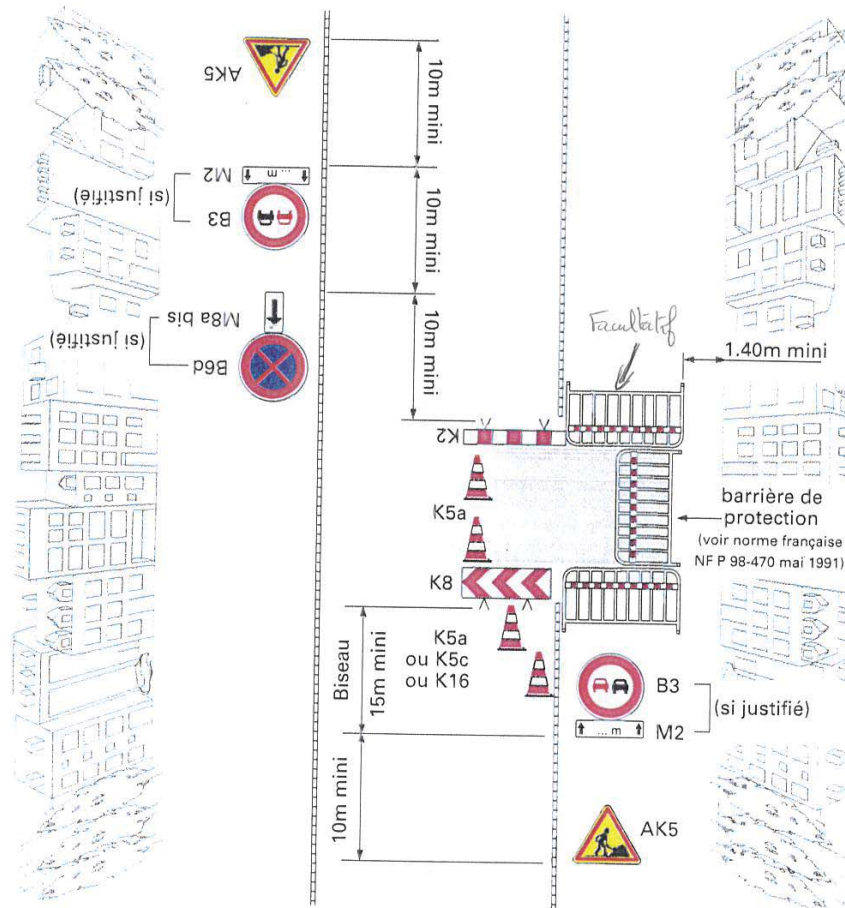 AK5
10m mini
M2
... m
(si justifié)
B3
10m mini
M8a bis
(si justifié)
B6d
10m mini
Facultatif
1.40m mini
K2
K5a
barrière de
protection
(voir norme française
NF P 98-470 mai 1991)
K8
K5a
ou K5c
ou K16
Biseau
15m mini
B3
(si justifié)
... m
M2
10m mini
AK5